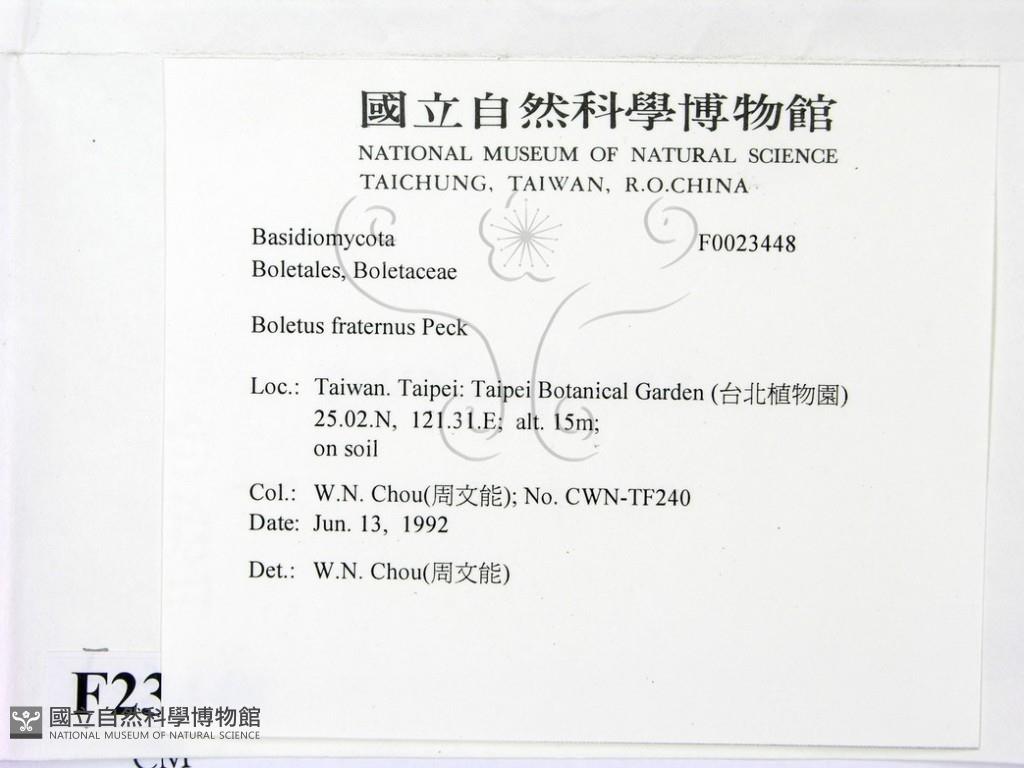 國立自然科學博物館
NATIONAL MUSEUM OF NATURAL SCIENCE
TAICHUNG, TAIWAN, R.O.CHINA
Basidiomycota F0023448
Boletales, Boletaceae
Boletus fraternus Peck
Loc.: Taiwan. Taipei: Taipei Botanical Garden (台北植物園)
25.02.N, 121.31.E; alt. 15m;
on soil
Col.: W.N. Chou(周文能); No. CWN-TF240
Date: Jun. 13, 1992
Det.: W.N. Chou(周文能)
F23
國立自然科學博物館
NATIONAL MUSEUM OF NATURAL SCIENCE